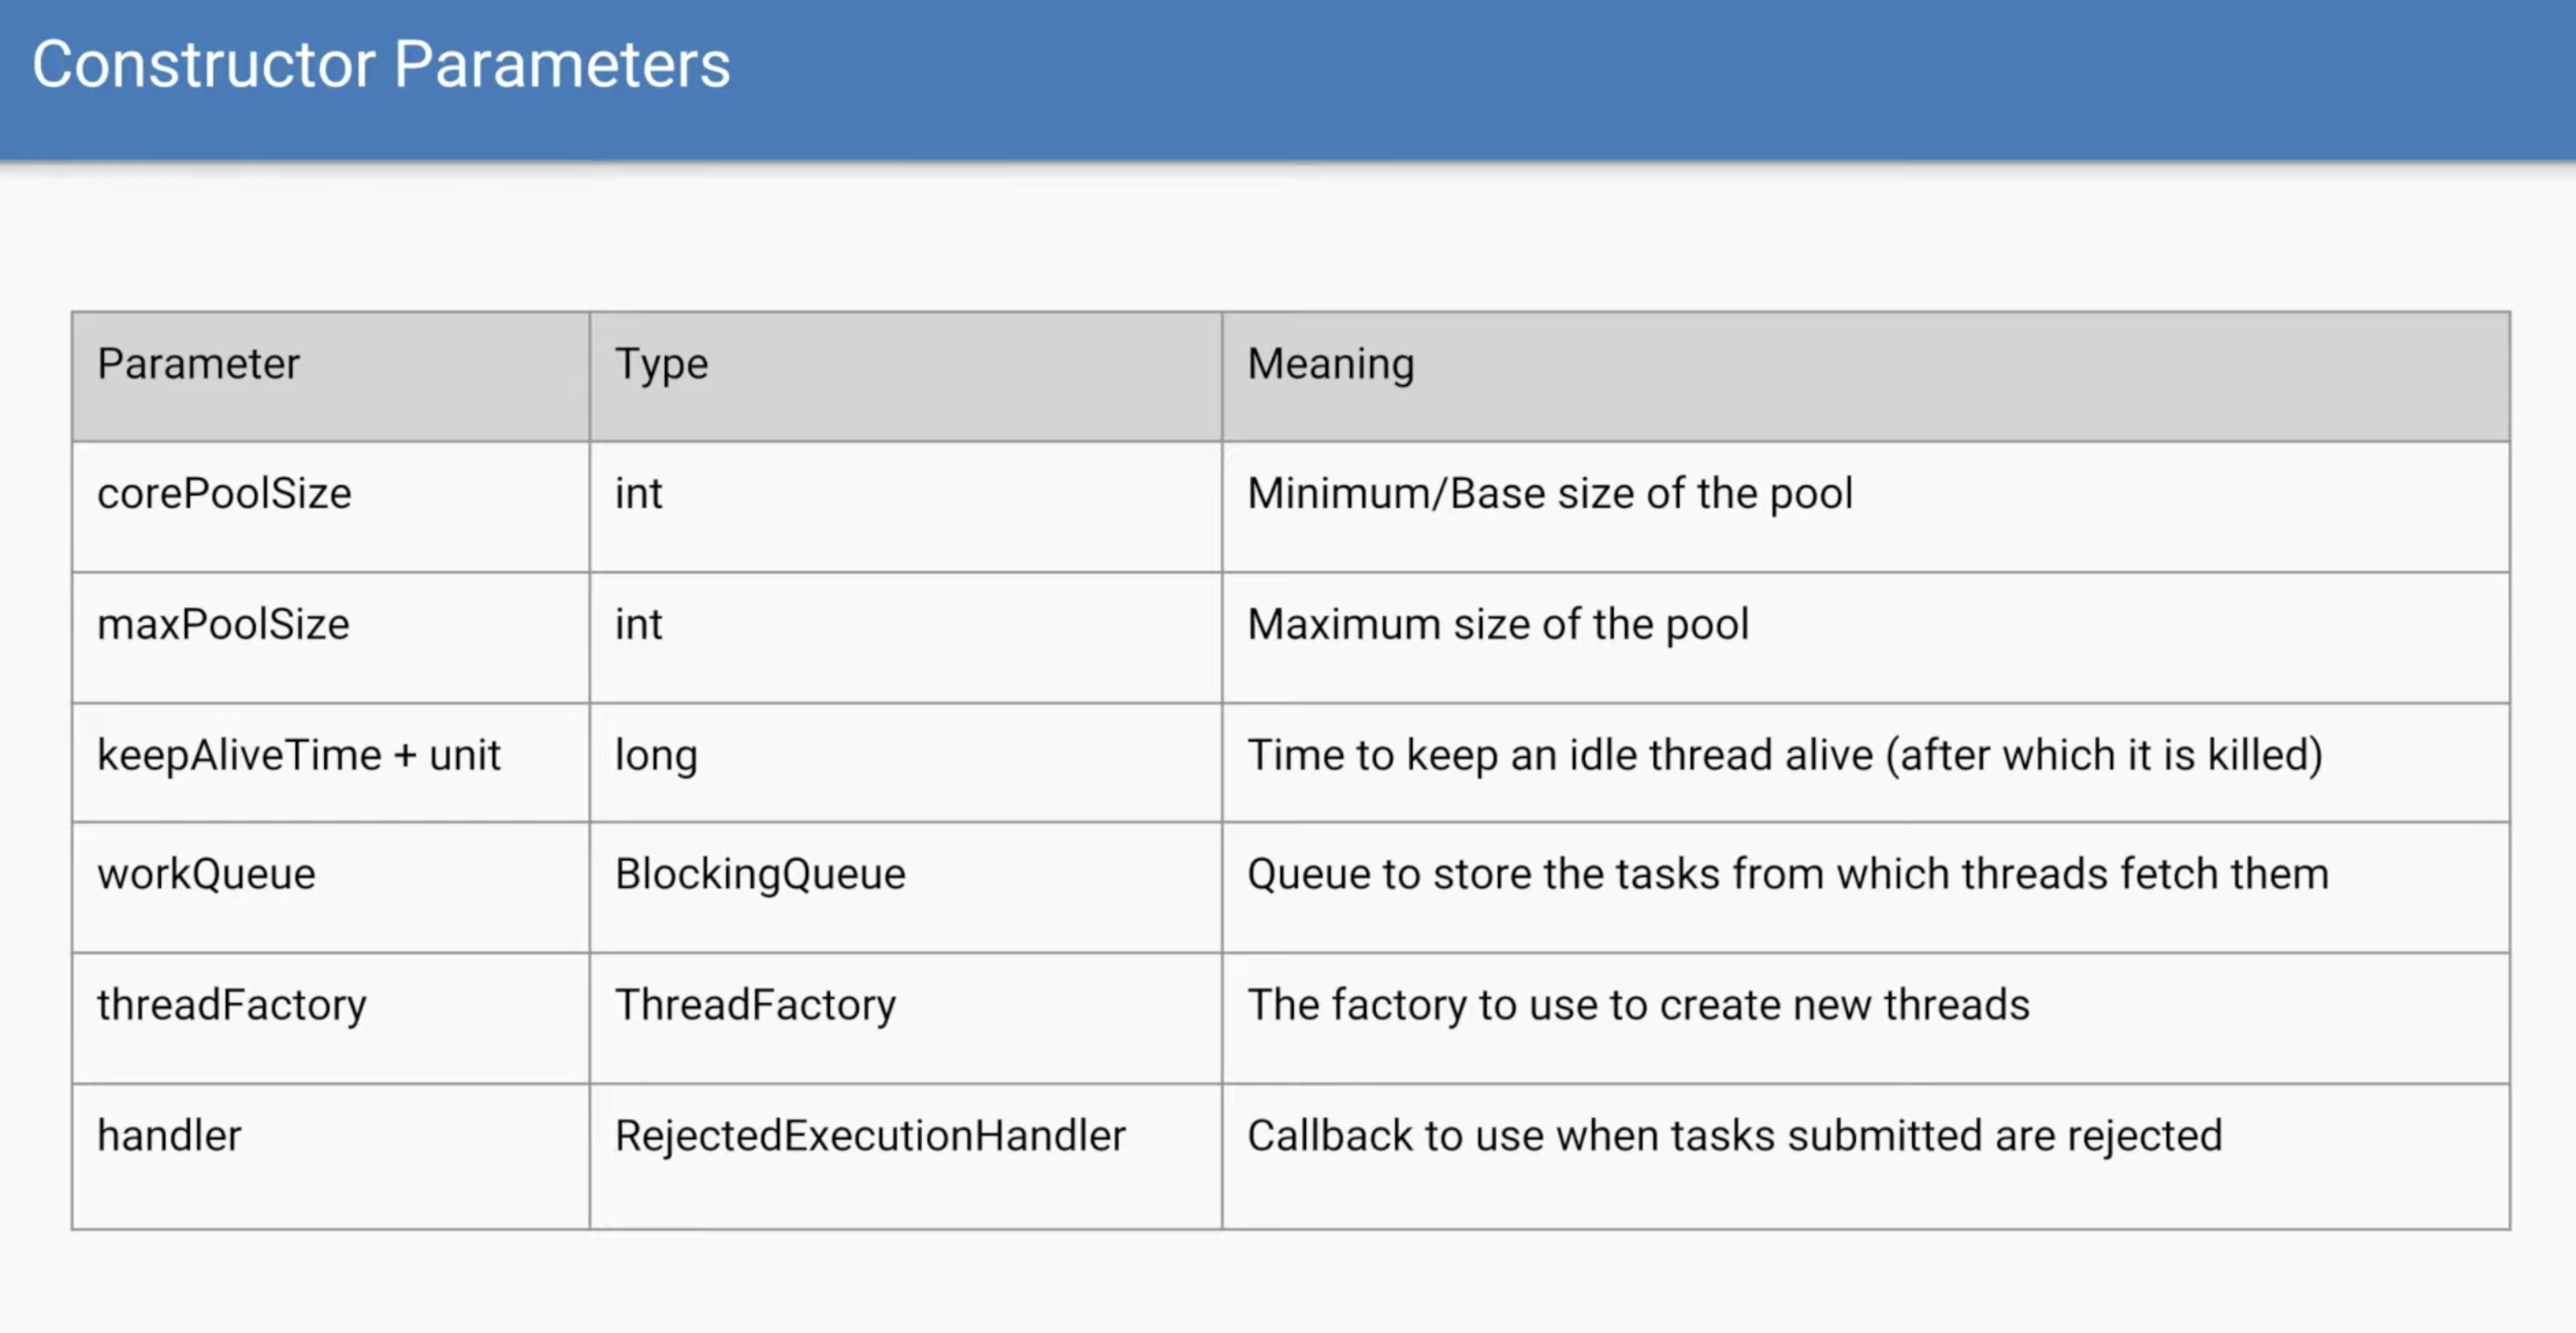 Constructor Parameters
Parameter Type Meaning
corePoolSize int Minimum/Base size of the pool
maxPoolSize int Maximum size of the pool
keepAliveTime + unit long Time to keep an idle thread alive (after which it is killed)
workQueue BlockingQueue Queue to store the tasks from which threads fetch them
threadFactory ThreadFactory The factory to use to create new threads
handler RejectedExecutionHandler Callback to use when tasks submitted are rejected